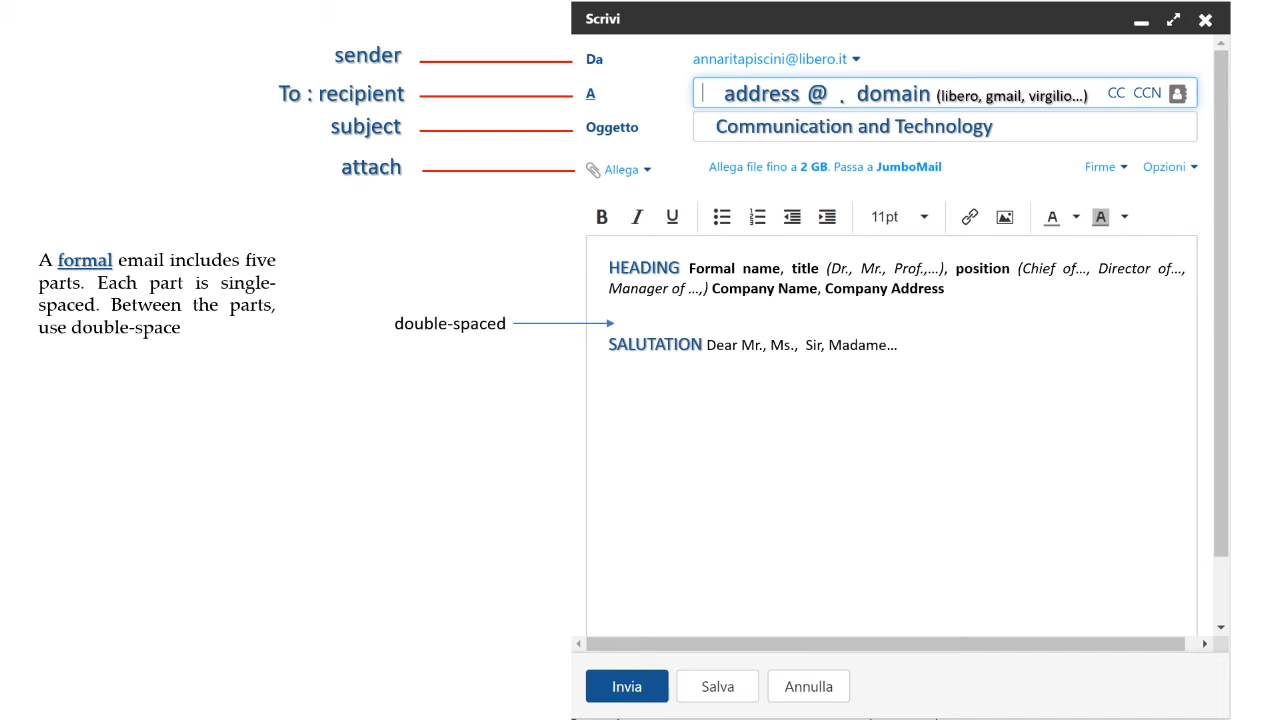 Scrivi
sender Da annaritapiscini@libero.it
To : recipient A address @ . domain (libero, gmail, virgilio...) CC CCN
subject Oggetto Communication and Technology
attach Allega Allega file fino a 2 GB. Passa a JumboMail Firme Opzioni
B I U 11pt A A
A formal email includes five
parts. Each part is single-
spaced. Between the parts,
use double-space
HEADING Formal name, title (Dr., Mr., Prof.,...), position (Chief of..., Director of...,
Manager of ...,) Company Name, Company Address
double-spaced
SALUTATION Dear Mr., Ms., Sir, Madame...
Invia Salva Annulla